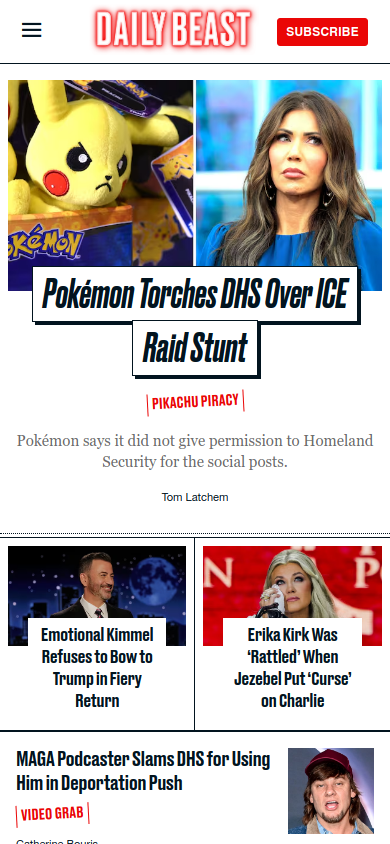 DAILY BEAST
SUBSCRIBE
POKÉMON
Pokémon Torches DHS Over ICE
Raid Stunt
PIKACHU PIRACY
Pokémon says it did not give permission to Homeland
Security for the social posts.
Tom Latchem
Emotional Kimmel
Refuses to Bow to
Trump in Fiery
Return
Erika Kirk Was
‘Rattled’ When
Jezebel Put ‘Curse’
on Charlie
MAGA Podcaster Slams DHS for Using
Him in Deportation Push
VIDEO GRAB